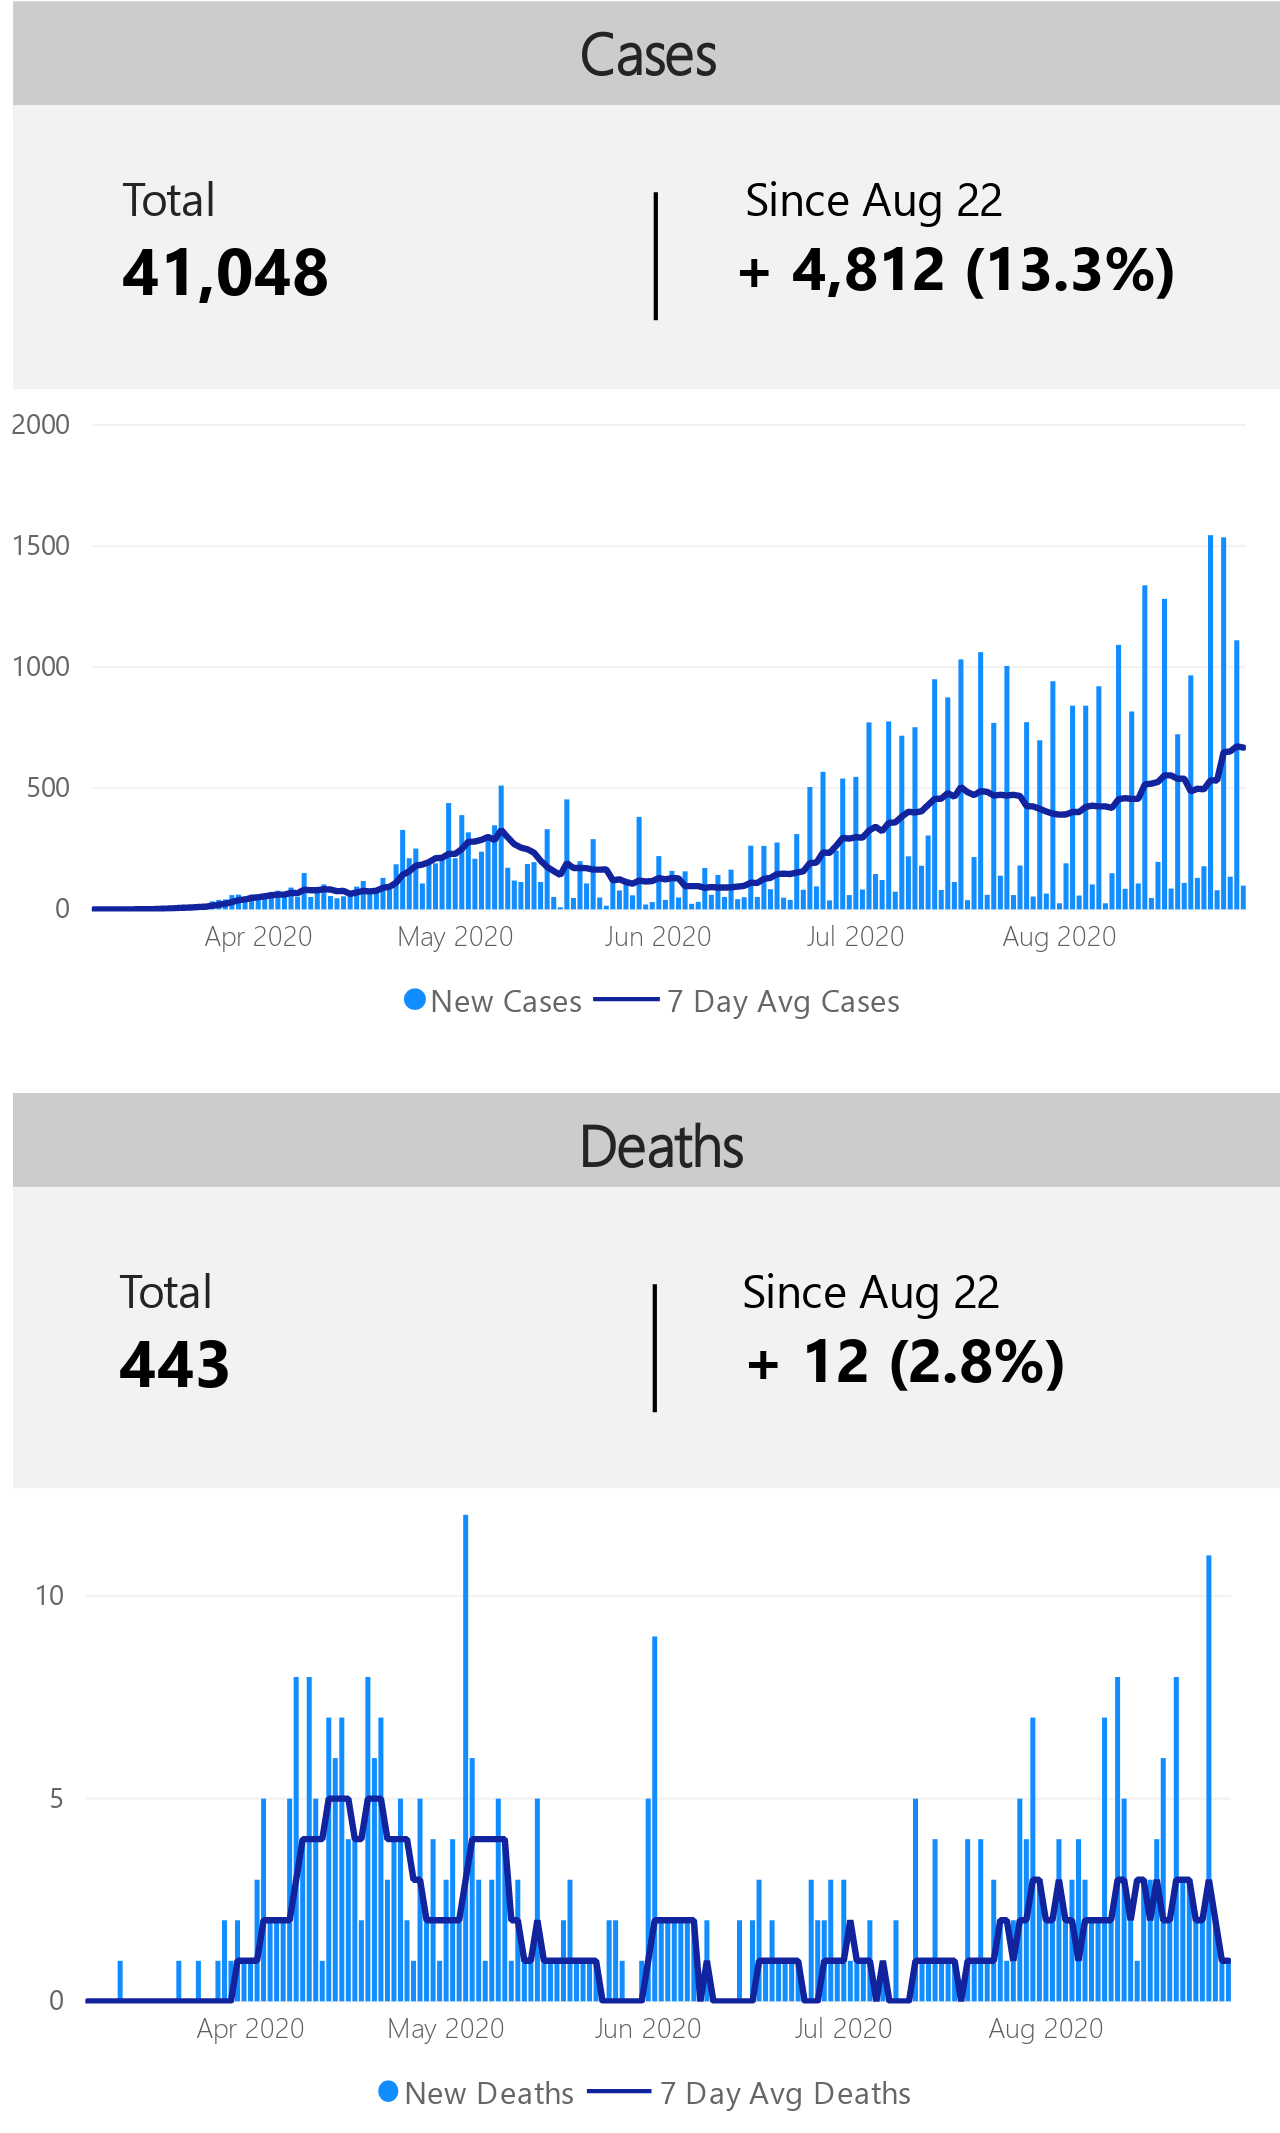 Cases
Total
Since Aug 22
41,048
+ 4,812 (13.3%)
2000
1500
1000
500
0
Apr 2020
May 2020
Jun 2020
Jul 2020
Aug 2020
New Cases
7 Day Avg Cases
Deaths
Total
Since Aug 22
443
+ 12 (2.8%)
10
5
0
Apr 2020
May 2020
Jun 2020
Jul 2020
Aug 2020
New Deaths
7 Day Avg Deaths